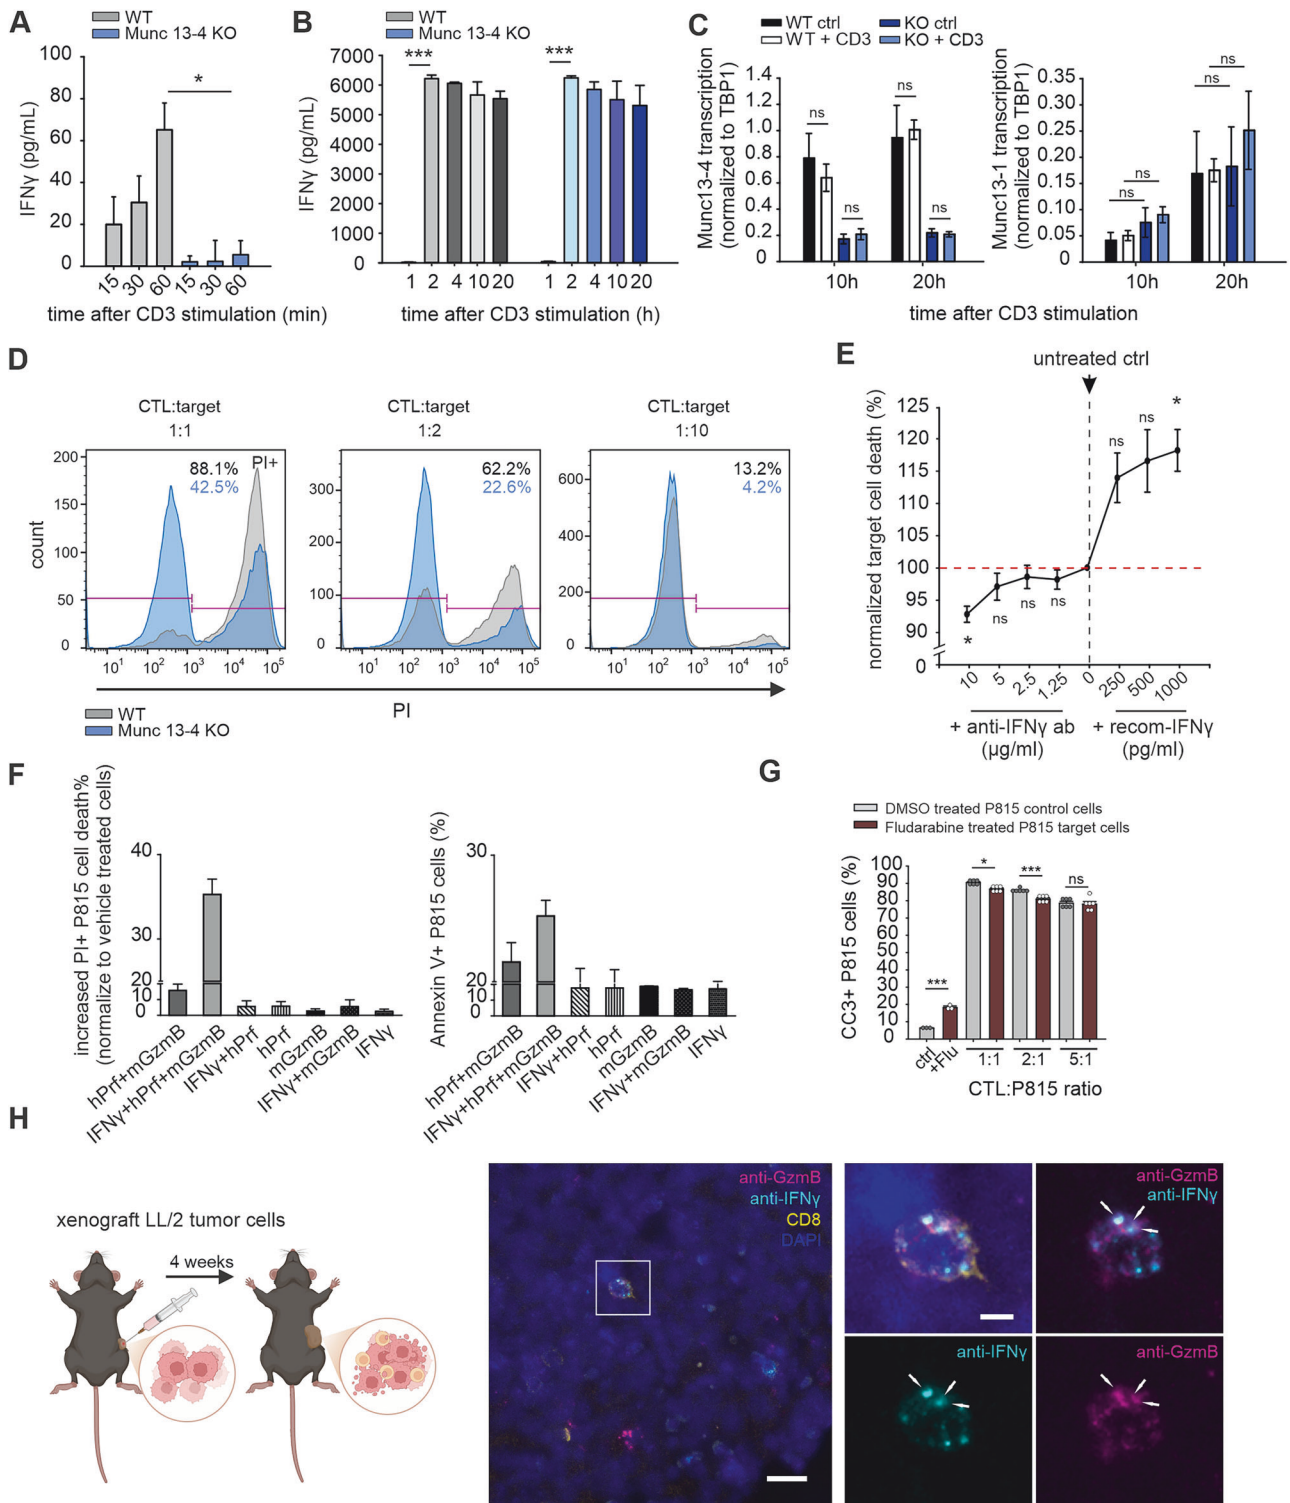 A
WT
Munc 13-4 KO
IFNγ (pg/mL)
100
80
60
40
20
0
*
15
30
60
15
30
60
time after CD3 stimulation (min)
B
WT
Munc 13-4 KO
IFNγ (pg/mL)
7000
6000
5000
4000
3000
2000
1000
0
***
***
1 2 4 10 20 1 2 4 10 20
time after CD3 stimulation (h)
C
WT ctrl
WT + CD3
KO ctrl
KO + CD3
Munc13-4 transcription
(normalized to TBP1)
1.4
1.2
1.0
0.8
0.6
0.4
0.2
0
ns
ns
ns
ns
10h 20h
Munc13-1 transcription
(normalized to TBP1)
0.35
0.30
0.25
0.20
0.15
0.10
0.05
0
ns
ns
ns
ns
10h 20h
time after CD3 stimulation
D
CTL:target
1:1
88.1%
42.5%
PI+
count
200
150
100
50
0
10¹ 10² 10³ 10⁴ 10⁵
CTL:target
1:2
62.2%
22.6%
300
200
100
0
10¹ 10² 10³ 10⁴ 10⁵
CTL:target
1:10
13.2%
4.2%
600
400
200
0
10¹ 10² 10³ 10⁴ 10⁵
PI
WT
Munc 13-4 KO
E
untreated ctrl
normalized target cell death (%)
125
120
115
110
105
100
95
90
0
*
ns
ns
ns
ns
ns
*
10
5
2.5
1.25
0
250
500
1000
+ anti-IFNγ ab
(µg/ml)
+ recom-IFNγ
(pg/ml)
F
increased PI+ P815 cell death%
(normalize to vehicle treated cells)
40
30
20
10
0
hPrf+mGzmB
IFNγ+hPrf+mGzmB
IFNγ+hPrf
hPrf
mGzmB
IFNγ+mGzmB
IFNγ
Annexin V+ P815 cells (%)
30
20
10
0
hPrf+mGzmB
IFNγ+hPrf+mGzmB
IFNγ+hPrf
hPrf
mGzmB
IFNγ+mGzmB
IFNγ
G
DMSO treated P815 control cells
Fludarabine treated P815 target cells
CC3+ P815 cells (%)
100
90
80
70
60
50
40
30
20
10
0
***
*
***
ns
ctrl
+Flu
1:1
2:1
5:1
CTL:P815 ratio
H
xenograft LL/2 tumor cells
4 weeks
anti-GzmB
anti-IFNγ
CD8
DAPI
anti-GzmB
anti-IFNγ
anti-IFNγ
anti-GzmB